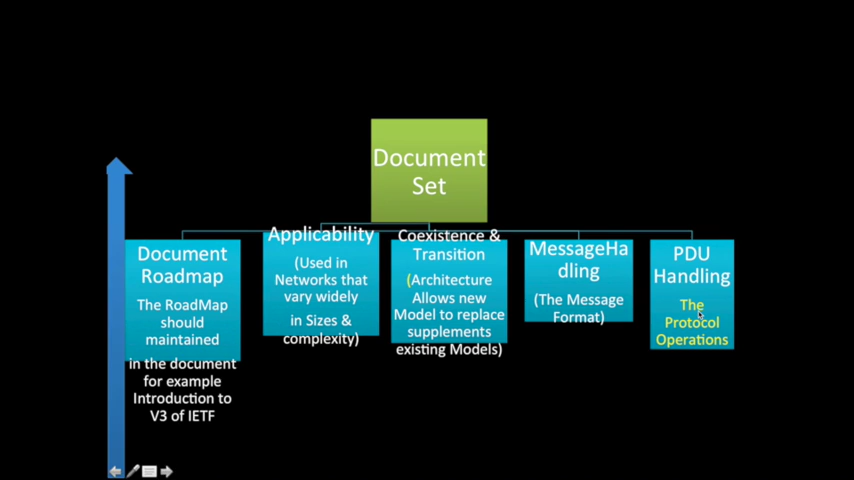 Document
Set
Document
Roadmap
The RoadMap
should
maintained
in the document
for example
Introduction to
V3 of IETF
Applicability
(Used in
Networks that
vary widely
in Sizes &
complexity)
Coexistence &
Transition
(Architecture
Allows new
Model to replace
supplements
existing Models)
MessageHa
dling
(The Message
Format)
PDU
Handling
The
Protocol
Operations